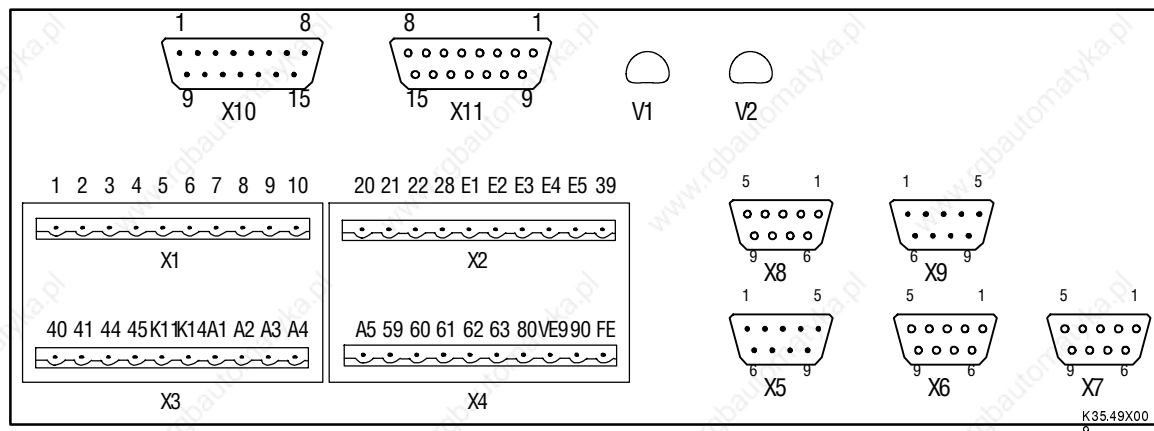 1 8 8 1
9 15 15 9
X10 X11 V1 V2
1 2 3 4 5 6 7 8 9 10 20 21 22 28 E1 E2 E3 E4 E5 39
5 1 1 5
X1 X2
9 6 6 9
X8 X9
1 5 5 1 5 1
40 41 44 45 K11 K14 A1 A2 A3 A4 A5 59 60 61 62 63 80 VE9 90 FE
6 9 9 6 9 6
X5 X6 X7
X3 X4
K35.49X00
9
www.rgbautomatyka.pl